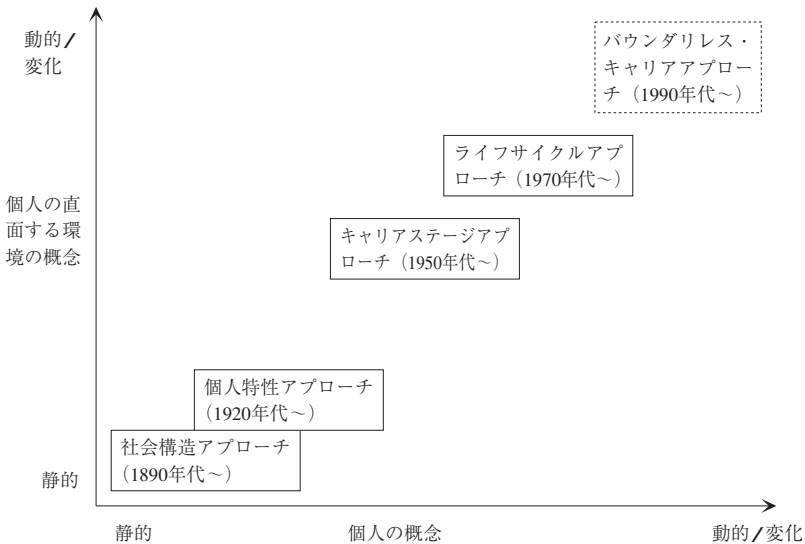 動的/
変化
バウンダリレス・
キャリアアプロー
チ（1990年代～）
ライフサイクルアプ
ローチ（1970年代～）
個人の直
面する環
境の概念
キャリアステージアプ
ローチ（1950年代～）
個人特性アプローチ
（1920年代～）
社会構造アプローチ
（1890年代～）
静的
静的
個人の概念
動的/変化